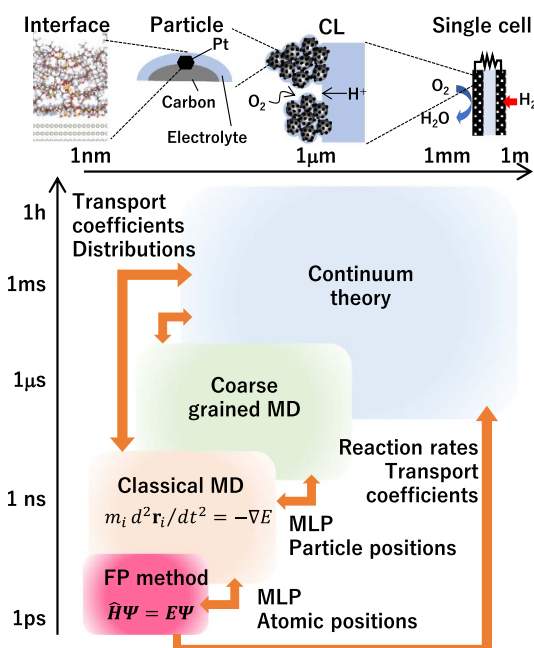 Interface
Particle
CL
Single cell
Pt
Carbon
Electrolyte
O₂
H⁺
O₂
H₂O
H₂
1nm
1μm
1mm
1m
1h
1ms
1μs
1 ns
1ps
Transport
coefficients
Distributions
Continuum
theory
Coarse
grained MD
Reaction rates
Transport
coefficients
Classical MD
mᵢ d²𝐫ᵢ/dt² = −∇E
MLP
Particle positions
FP method
ĤΨ = EΨ
MLP
Atomic positions